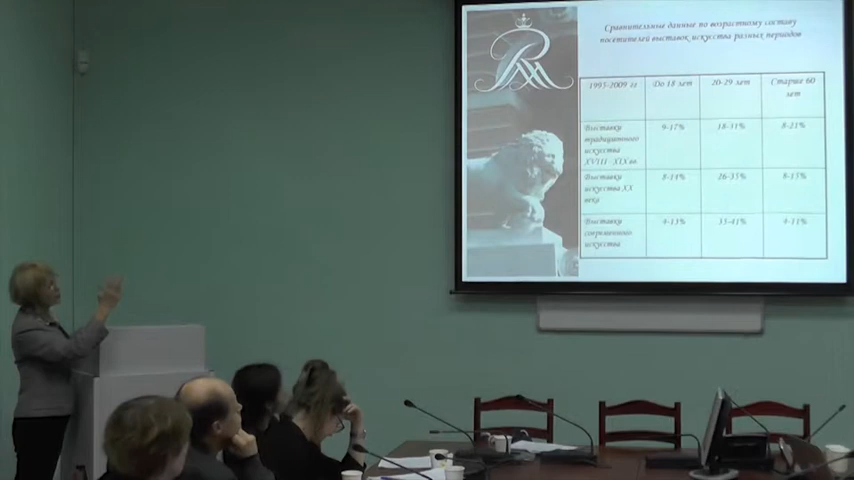 Сравнительные данные по возрастному составу
посетителей выставок искусства разных периодов
1995-2009 гг
До 18 лет
20-29 лет
Старше 60
лет
Выставки
традиционного
искусства
XVIII - XIX вв.
9-17%
18-31%
8-21%
Выставки
искусства XX
века
8-14%
26-35%
8-15%
Выставки
современного
искусства
4-13%
35-41%
4-11%